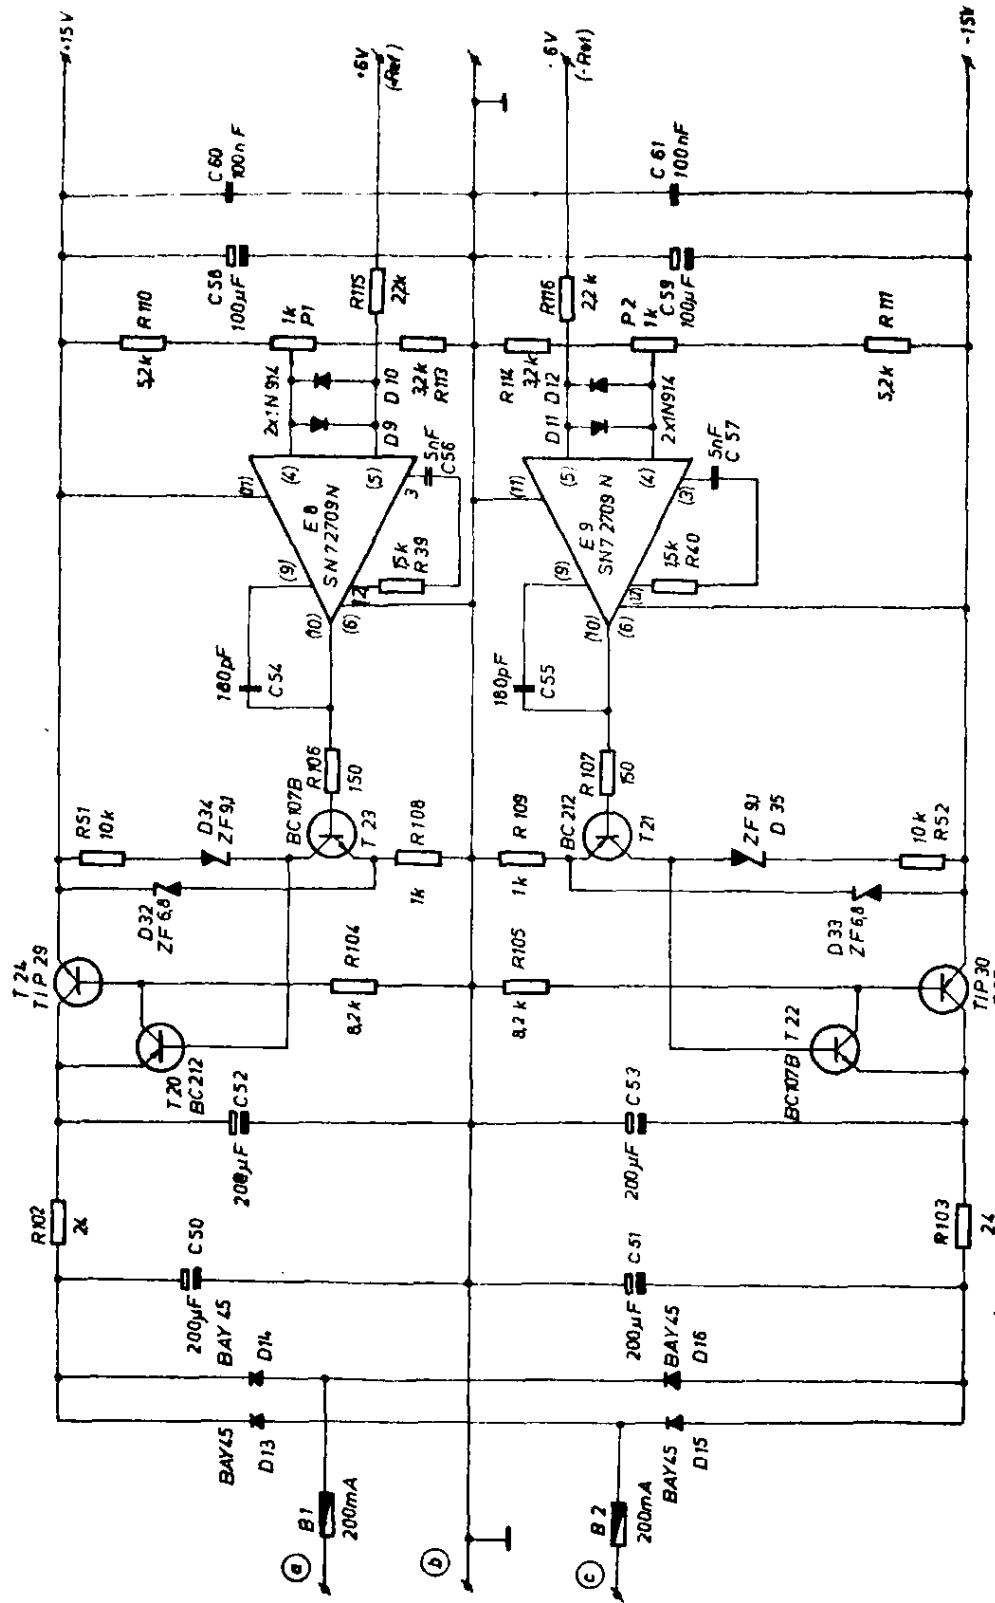 +15V
+6V
(-Ref)
-6V
(-Ref)
-15V
C60
100nF
C61
100nF
C58
100µF
C59
100µF
R115
22k
R116
22k
R110
5,2k
1k
P1
3,2k
R113
R114
3,2k
P2
1k
R111
5,2k
2x1N914
D10
D9
D12
D11
2x1N914
(11)
(4)
(5)
3
5nF
C56
E8
SN72709N
(9)
12
(10)
(6)
15k
R39
(11)
(5)
(4)
(3)
5nF
C57
E9
SN72709N
(9)
(12)
(10)
(6)
1,5k
R40
180pF
C54
180pF
C55
R106
150
R107
150
R51
10k
D34
ZF9,1
BC107B
T23
R108
1k
R109
1k
BC212
T21
ZF9,1
D35
10k
R52
D32
ZF6,8
D33
ZF6,8
T24
TIP29
R104
8,2k
R105
8,2k
TIP30
T20
BC212
BC107B T22
C52
200µF
C53
200µF
R102
24
R103
24
C50
200µF
C51
200µF
BAY45
D14
BAY45
D16
BAY45
D13
BAY45
D15
B1
200mA
B2
200mA
a
b
c